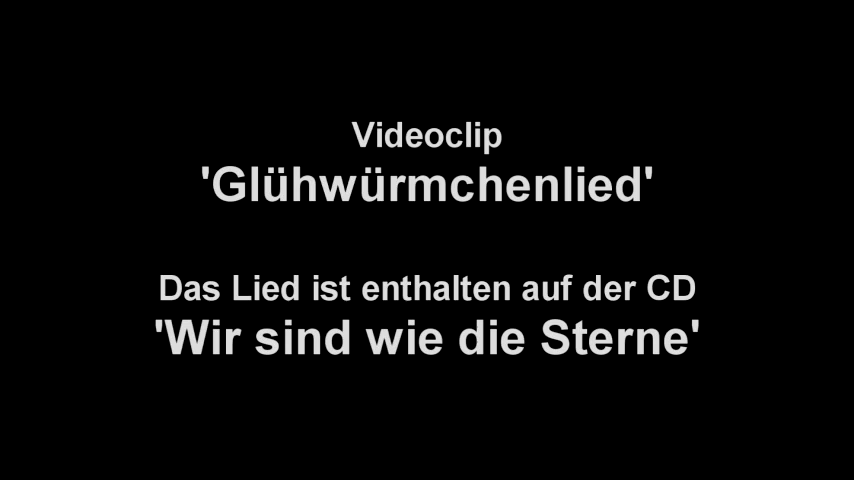 Videoclip
'Glühwürmchenlied'
Das Lied ist enthalten auf der CD
'Wir sind wie die Sterne'